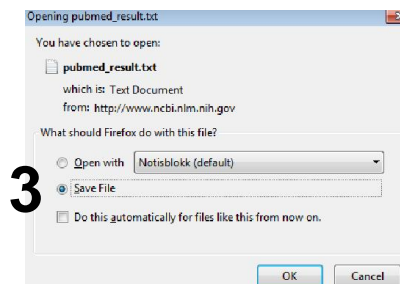 Opening pubmed_result.txt
You have chosen to open:
pubmed_result.txt
which is: Text Document
from: http://www.ncbi.nlm.nih.gov
What should Firefox do with this file?
Open with Notisblokk (default)
3
Save File
Do this automatically for files like this from now on.
OK Cancel